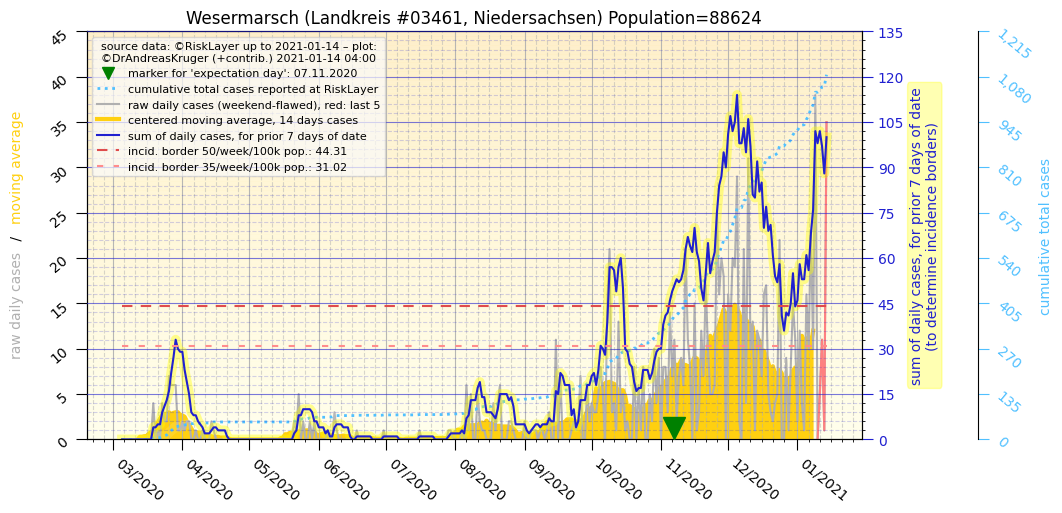 Wesermarsch (Landkreis #03461, Niedersachsen) Population=88624
source data: ©RiskLayer up to 2021-01-14 – plot:
©DrAndreasKruger (+contrib.) 2021-01-14 04:00
marker for 'expectation day': 07.11.2020
cumulative total cases reported at RiskLayer
raw daily cases (weekend-flawed), red: last 5
centered moving average, 14 days cases
sum of daily cases, for prior 7 days of date
incid. border 50/week/100k pop.: 44.31
incid. border 35/week/100k pop.: 31.02
raw daily cases / moving average
45
40
35
30
25
20
15
10
5
0
03/2020
04/2020
05/2020
06/2020
07/2020
08/2020
09/2020
10/2020
11/2020
12/2020
01/2021
135
120
105
90
75
60
45
30
15
0
sum of daily cases, for prior 7 days of date
(to determine incidence borders)
1,215
1,080
945
810
675
540
405
270
135
0
cumulative total cases